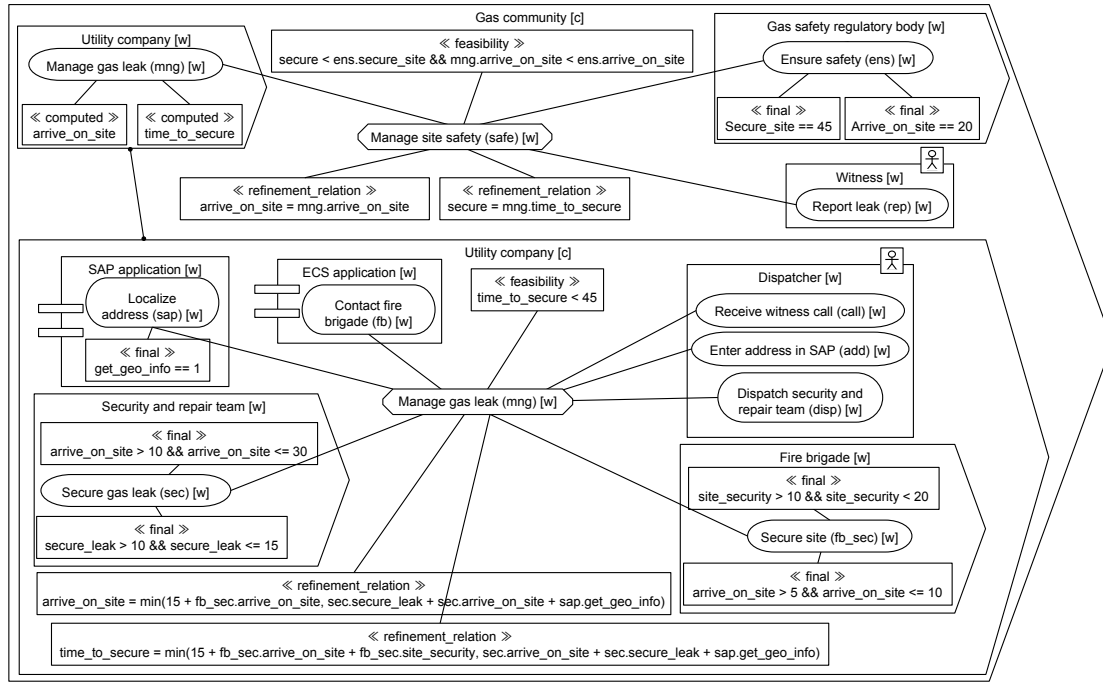 Gas community [c]
Utility company [w]
Manage gas leak (mng) [w]
≪ computed ≫
arrive_on_site
≪ computed ≫
time_to_secure
≪ feasibility ≫
secure < ens.secure_site && mng.arrive_on_site < ens.arrive_on_site
Gas safety regulatory body [w]
Ensure safety (ens) [w]
≪ final ≫
Secure_site == 45
≪ final ≫
Arrive_on_site == 20
Manage site safety (safe) [w]
≪ refinement_relation ≫
arrive_on_site = mng.arrive_on_site
≪ refinement_relation ≫
secure = mng.time_to_secure
Witness [w]
Report leak (rep) [w]
Utility company [c]
SAP application [w]
Localize
address (sap) [w]
≪ final ≫
get_geo_info == 1
ECS application [w]
Contact fire
brigade (fb) [w]
≪ feasibility ≫
time_to_secure < 45
Dispatcher [w]
Receive witness call (call) [w]
Enter address in SAP (add) [w]
Dispatch security and
repair team (disp) [w]
Manage gas leak (mng) [w]
Security and repair team [w]
≪ final ≫
arrive_on_site > 10 && arrive_on_site <= 30
Secure gas leak (sec) [w]
≪ final ≫
secure_leak > 10 && secure_leak <= 15
Fire brigade [w]
≪ final ≫
site_security > 10 && site_security < 20
Secure site (fb_sec) [w]
≪ final ≫
arrive_on_site > 5 && arrive_on_site <= 10
≪ refinement_relation ≫
arrive_on_site = min(15 + fb_sec.arrive_on_site, sec.secure_leak + sec.arrive_on_site + sap.get_geo_info)
≪ refinement_relation ≫
time_to_secure = min(15 + fb_sec.arrive_on_site + fb_sec.site_security, sec.arrive_on_site + sec.secure_leak + sap.get_geo_info)